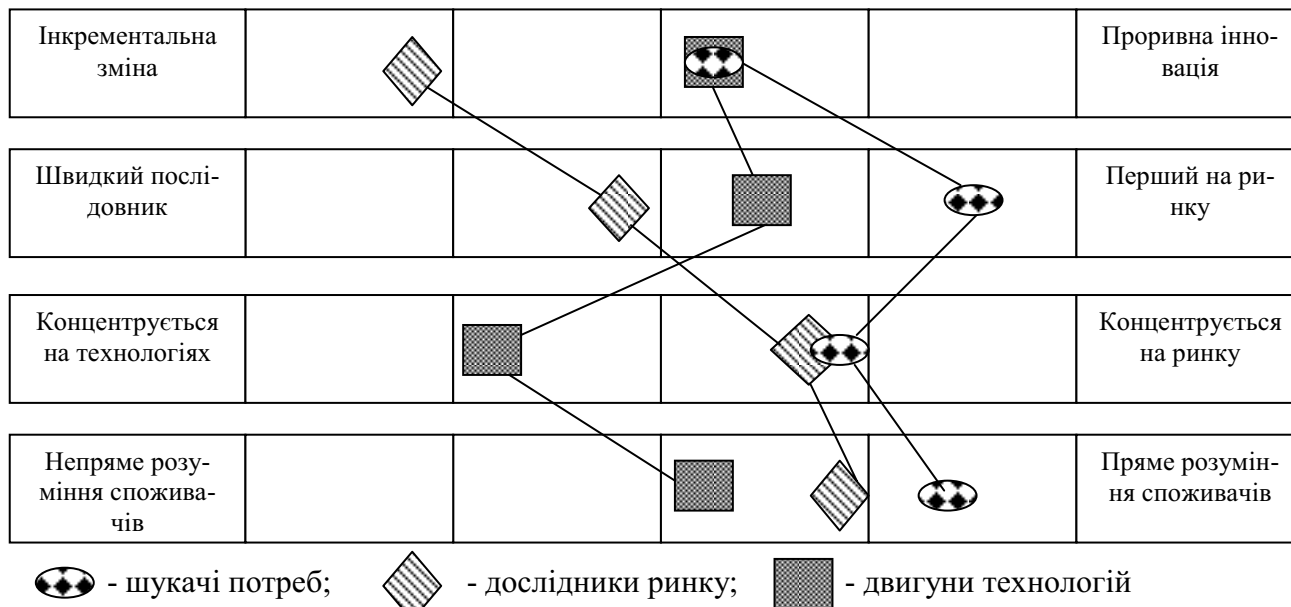 Інкрементальна
зміна
Проривна інно-
вація
Швидкий послі-
довник
Перший на ри-
нку
Концентрується
на технологіях
Концентрується
на ринку
Непряме розу-
міння спожива-
чів
Пряме розумін-
ня споживачів
- шукачі потреб; - дослідники ринку; - двигуни технологій